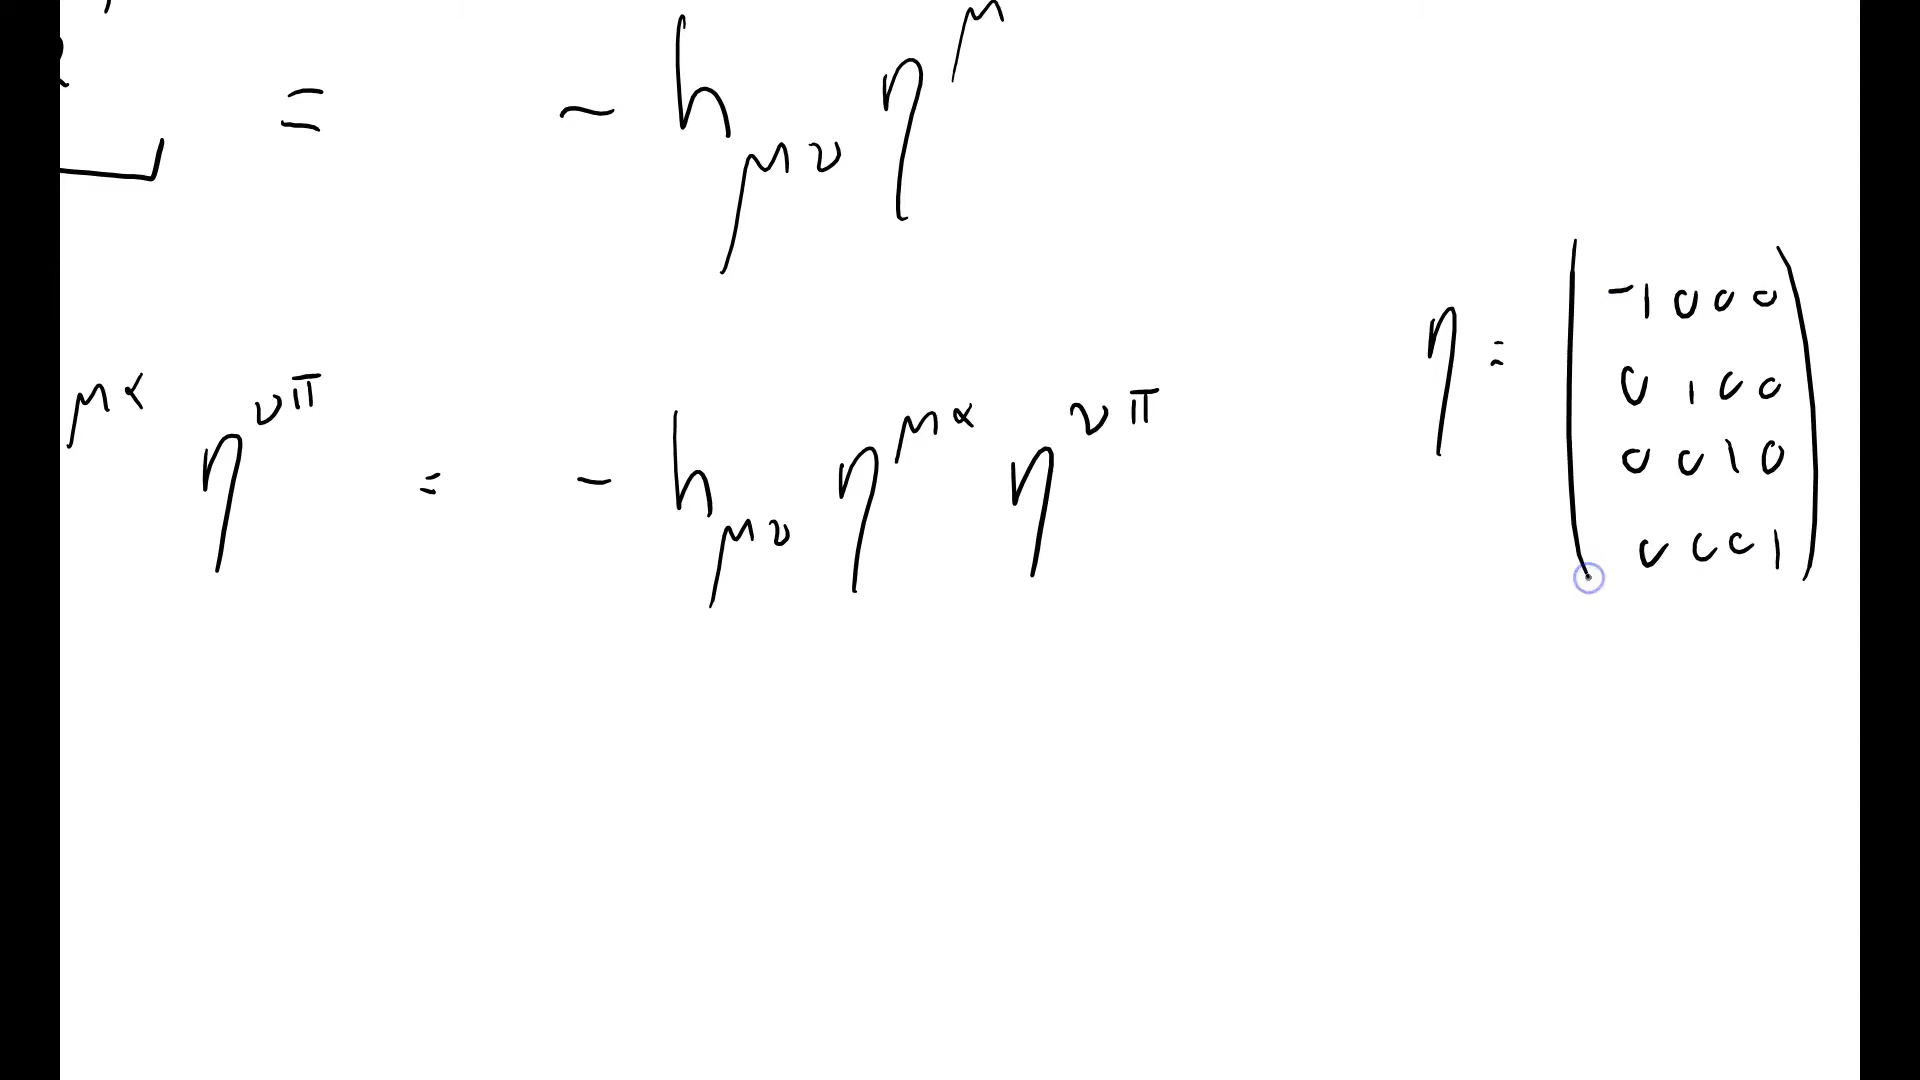 = - h_{μν} η^{μ}
^{μα} η^{νπ} = - h_{μν} η^{μα} η^{νπ}
η = ( -1 0 0 0
0 1 0 0
0 0 1 0
0 0 0 1 )